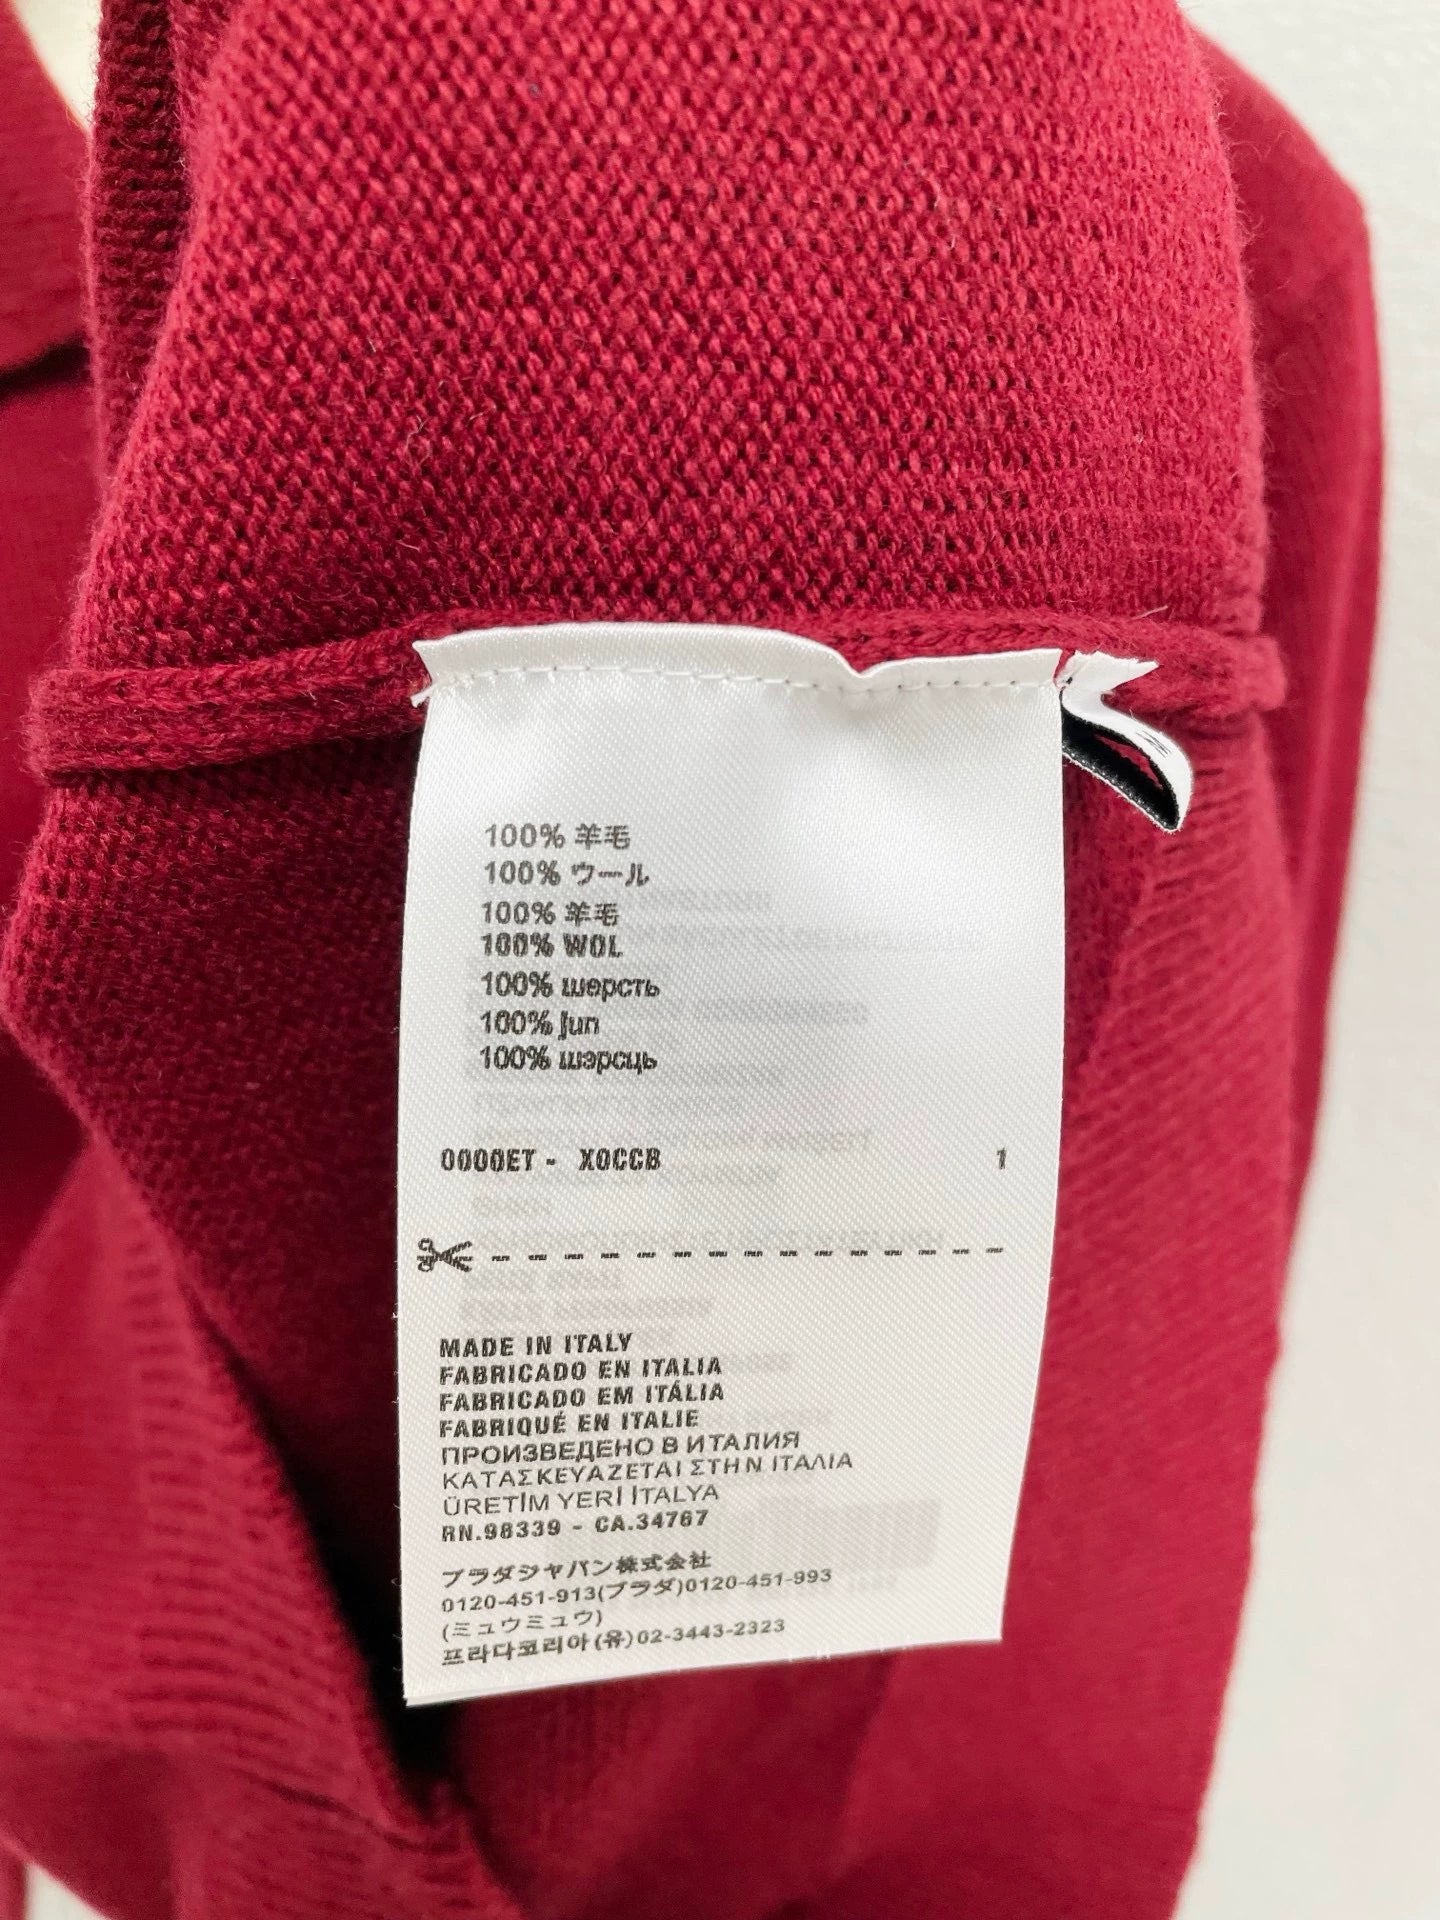 100% 羊毛
100% ウール
100% 羊毛
100% WOL
100% шерсть
100% Jun
100% шэрсць
0000ET - X0CCB 1
MADE IN ITALY
FABRICADO EN ITALIA
FABRICADO EM ITÁLIA
FABRIQUÉ EN ITALIE
ПРОИЗВЕДЕНО В ИТАЛИЯ
ΚΑΤΑΣΚΕΥΑΖΕΤΑΙ ΣΤΗΝ ΙΤΑΛΙΑ
ÜRETİM YERİ İTALYA
RN.98339 - CA.34767
プラダジャパン株式会社
0120-451-913(プラダ)0120-451-993
(ミュウミュウ)
프라다코리아(유)02-3443-2323